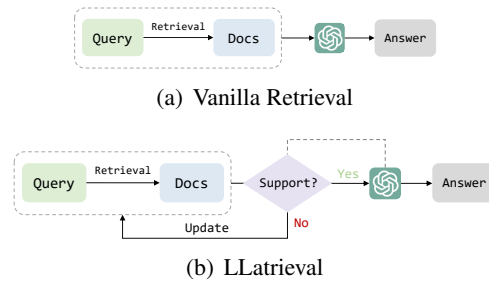 Retrieval
Query
Docs
Answer
(a) Vanilla Retrieval
Retrieval
Query
Docs
Support?
Yes
Answer
No
Update
(b) LLatrieval